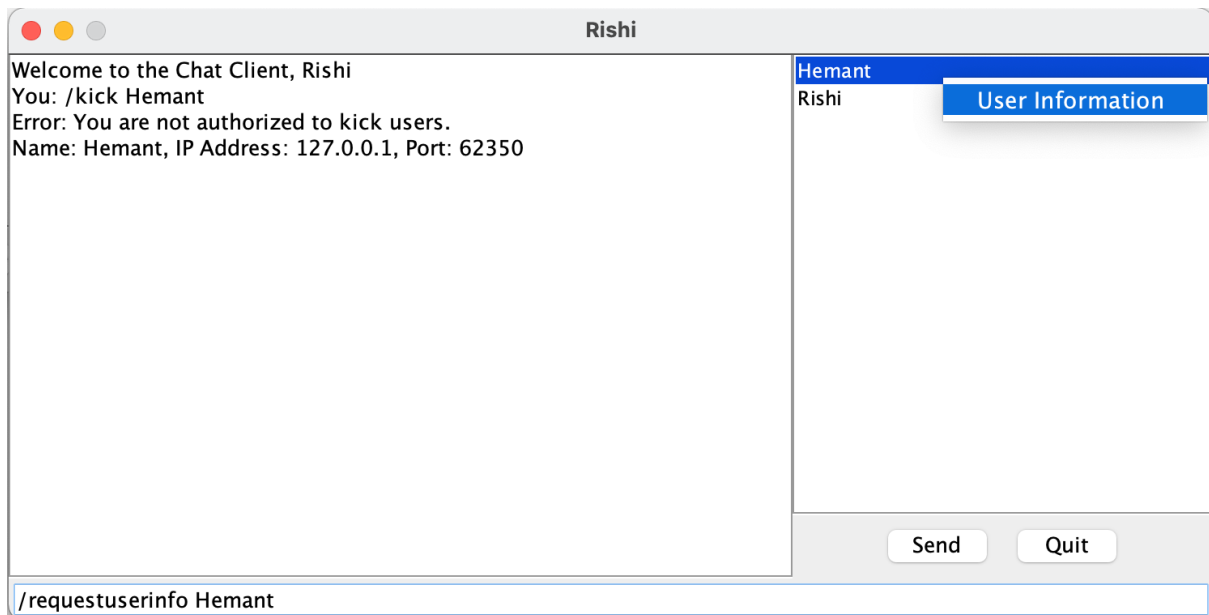 Rishi
Welcome to the Chat Client, Rishi
You: /kick Hemant
Error: You are not authorized to kick users.
Name: Hemant, IP Address: 127.0.0.1, Port: 62350
Hemant
Rishi
User Information
Send
Quit
/requestuserinfo Hemant